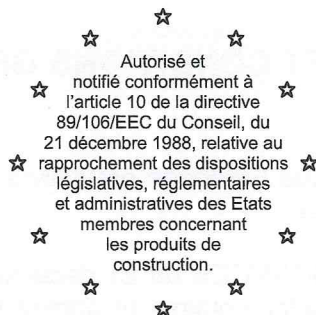 Autorisé et
notifié conformément à
l'article 10 de la directive
89/106/EEC du Conseil, du
21 décembre 1988, relative au
rapprochement des dispositions
législatives, réglementaires
et administratives des Etats
membres concernant
les produits de
construction.